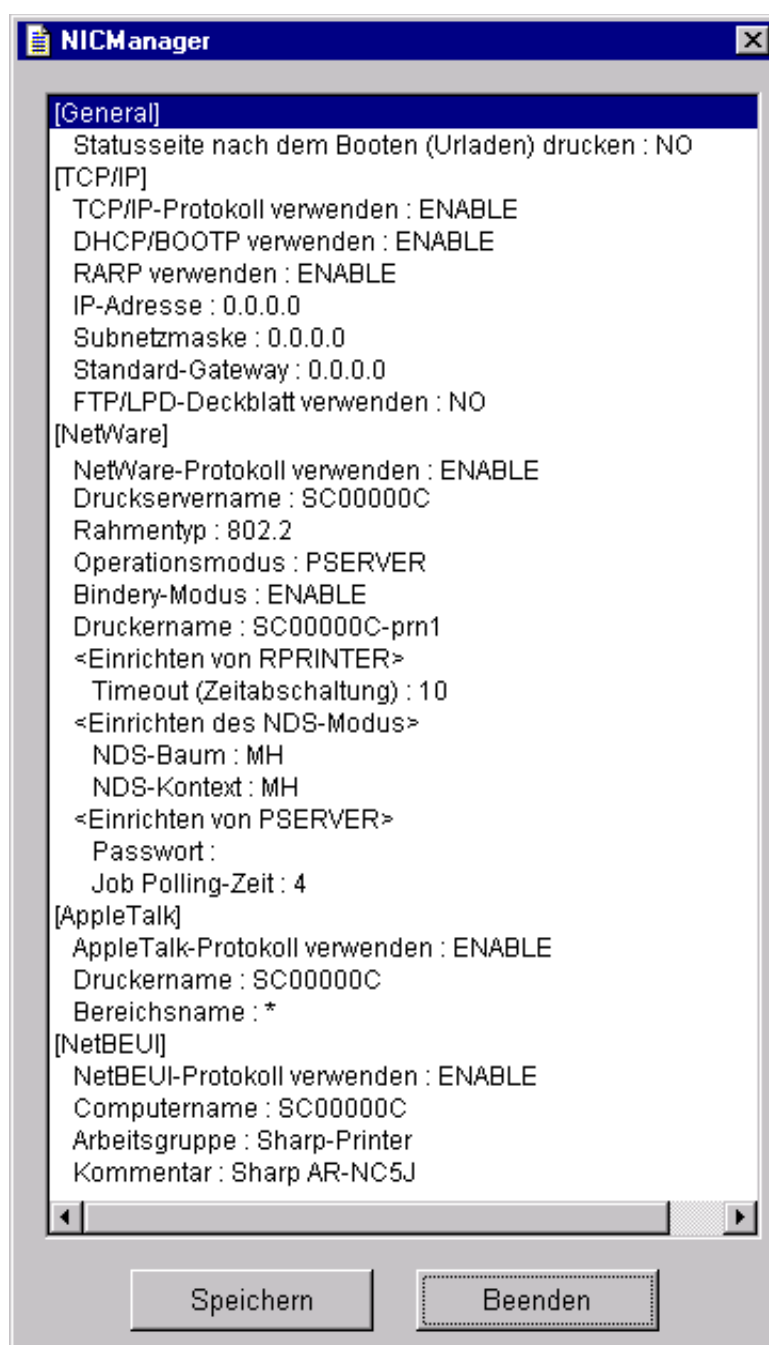 NICManager
[General]
Statusseite nach dem Booten (Urladen) drucken : NO
[TCP/IP]
TCP/IP-Protokoll verwenden : ENABLE
DHCP/BOOTP verwenden : ENABLE
RARP verwenden : ENABLE
IP-Adresse : 0.0.0.0
Subnetzmaske : 0.0.0.0
Standard-Gateway : 0.0.0.0
FTP/LPD-Deckblatt verwenden : NO
[NetWare]
NetWare-Protokoll verwenden : ENABLE
Druckservername : SC00000C
Rahmentyp : 802.2
Operationsmodus : PSERVER
Bindery-Modus : ENABLE
Druckername : SC00000C-prn1
<Einrichten von RPRINTER>
Timeout (Zeitabschaltung) : 10
<Einrichten des NDS-Modus>
NDS-Baum : MH
NDS-Kontext : MH
<Einrichten von PSERVER>
Passwort :
Job Polling-Zeit : 4
[AppleTalk]
AppleTalk-Protokoll verwenden : ENABLE
Druckername : SC00000C
Bereichsname : *
[NetBEUI]
NetBEUI-Protokoll verwenden : ENABLE
Computername : SC00000C
Arbeitsgruppe : Sharp-Printer
Kommentar : Sharp AR-NC5J
Speichern
Beenden